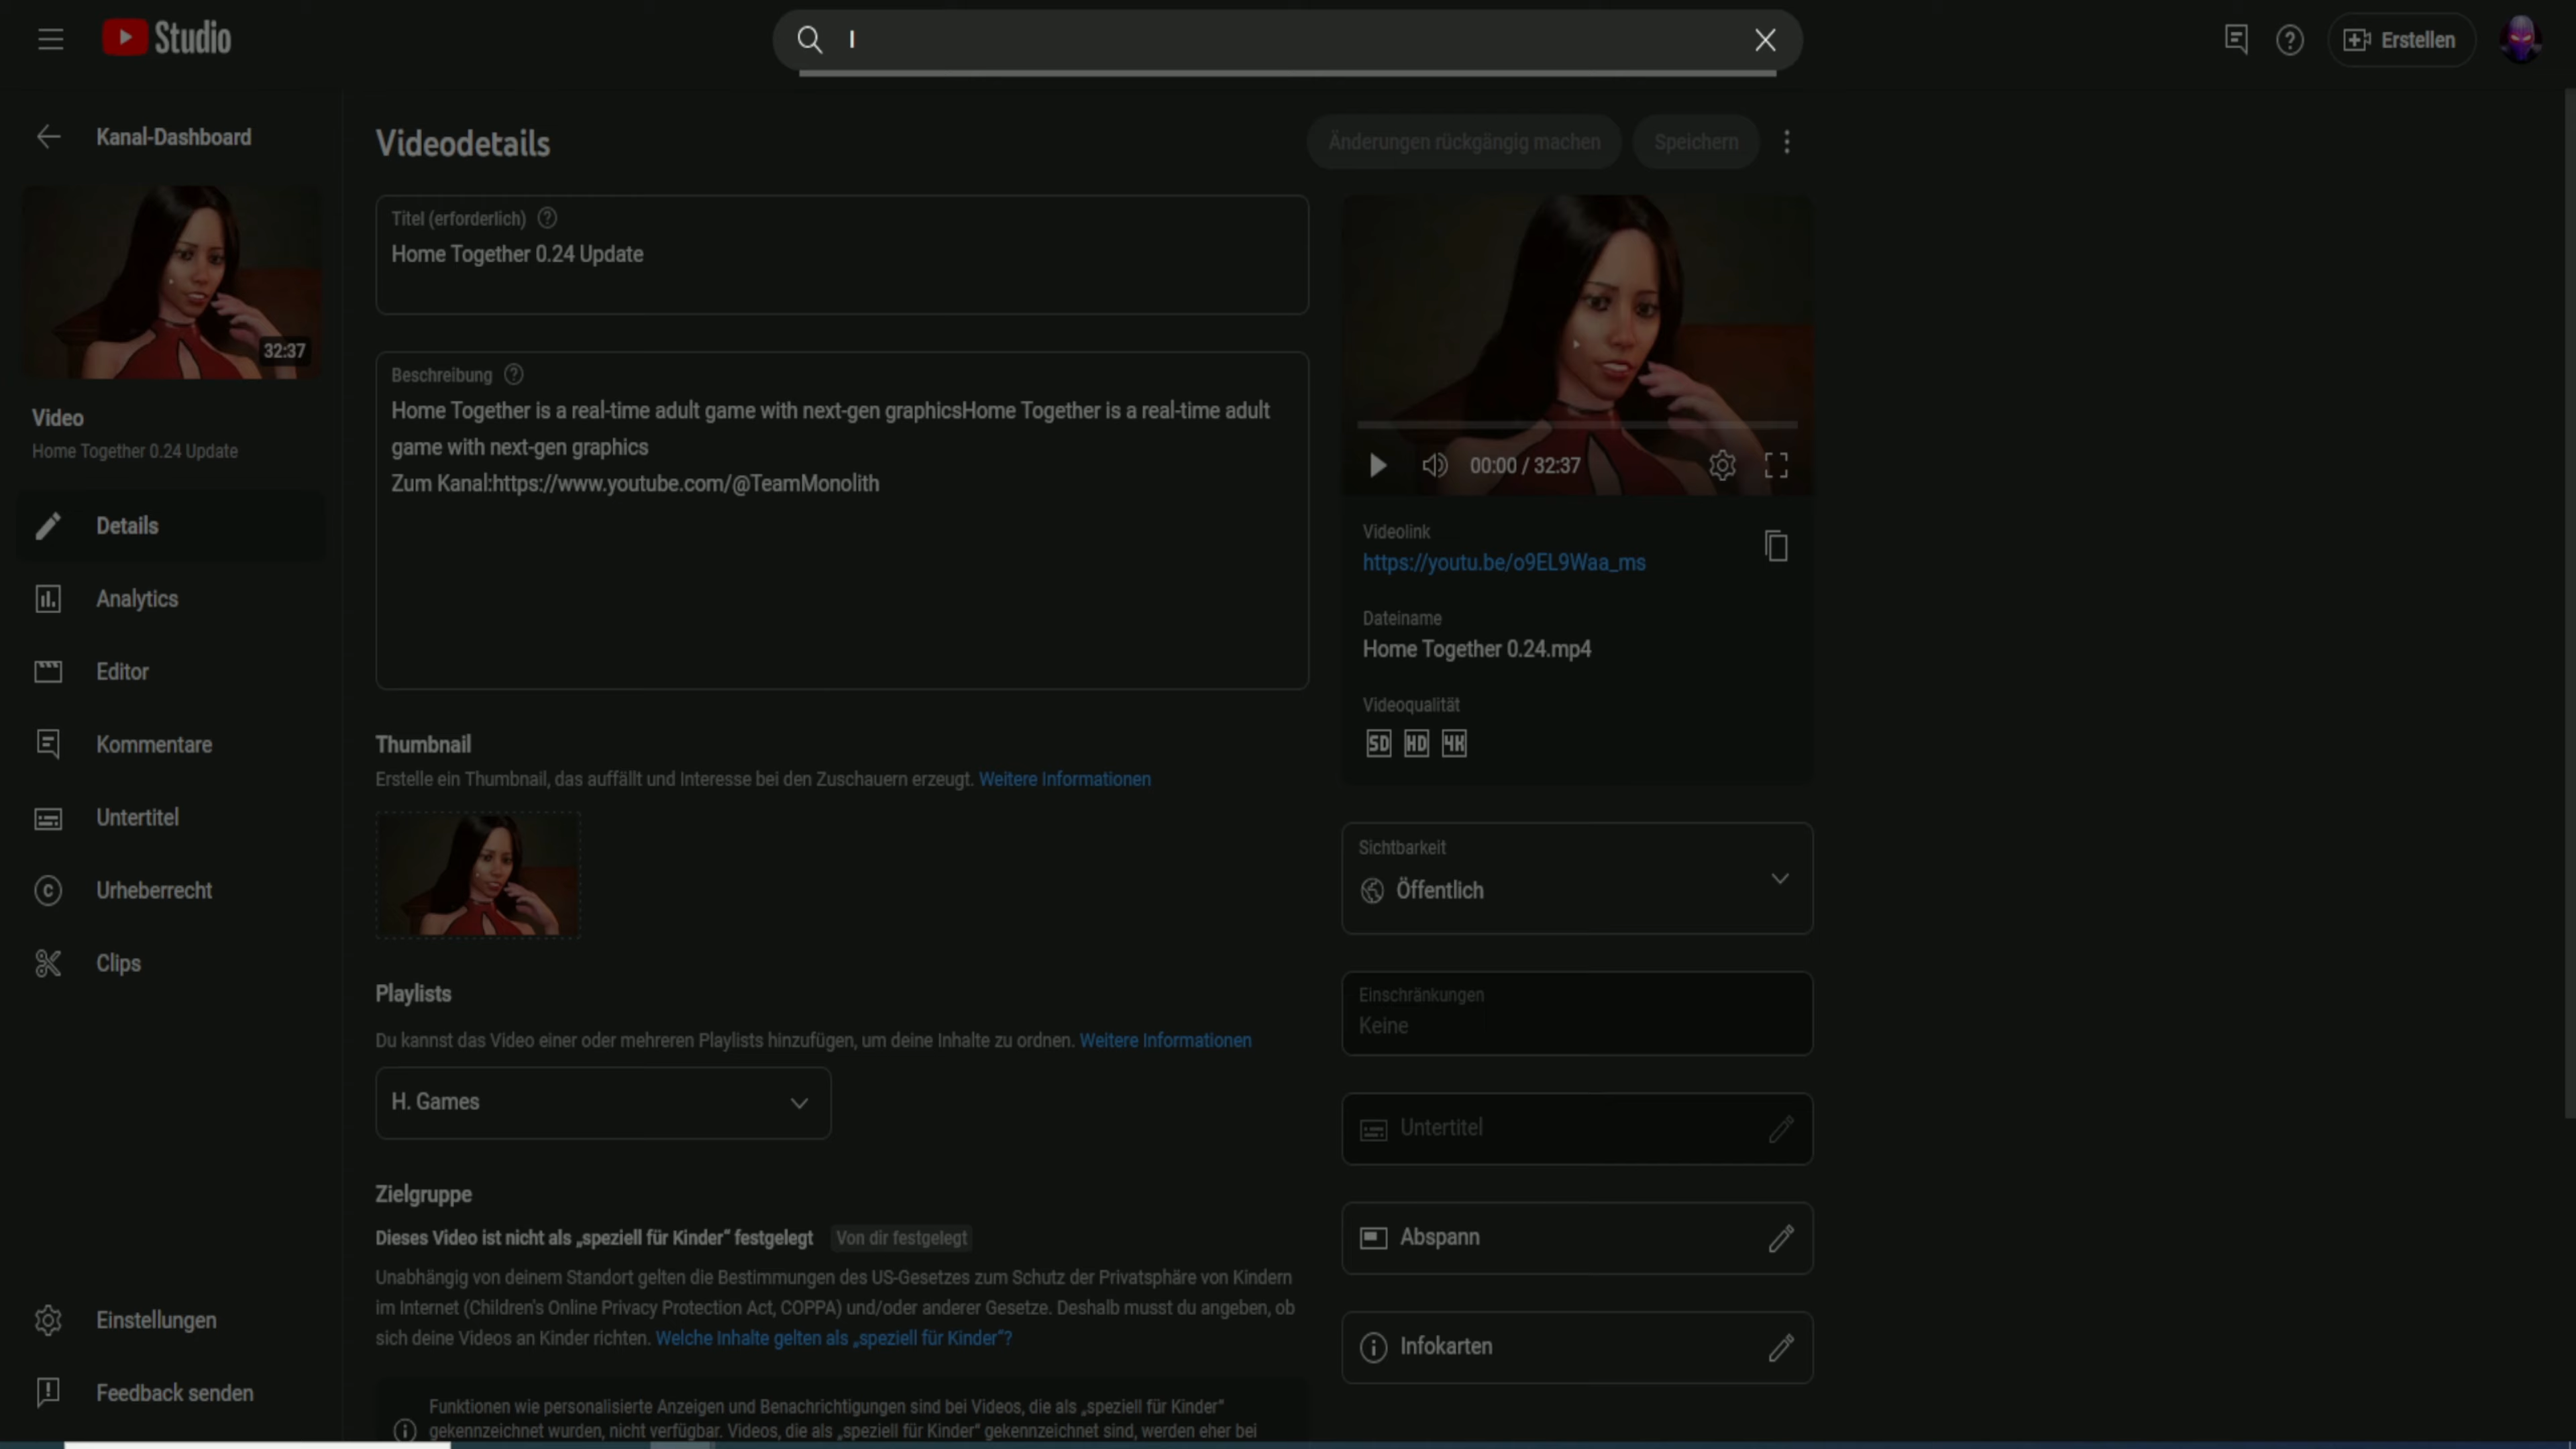 Studio
l
Erstellen
Kanal-Dashboard
32:37
Video
Home Together 0.24 Update
Details
Analytics
Editor
Kommentare
Untertitel
Urheberrecht
Clips
Einstellungen
Feedback senden
Videodetails
Änderungen rückgängig machen
Speichern
Titel (erforderlich)
Home Together 0.24 Update
Beschreibung
Home Together is a real-time adult game with next-gen graphicsHome Together is a real-time adult
game with next-gen graphics
Zum Kanal:https://www.youtube.com/@TeamMonolith
Thumbnail
Erstelle ein Thumbnail, das auffällt und Interesse bei den Zuschauern erzeugt. Weitere Informationen
Playlists
Du kannst das Video einer oder mehreren Playlists hinzufügen, um deine Inhalte zu ordnen. Weitere Informationen
H. Games
Zielgruppe
Dieses Video ist nicht als „speziell für Kinder“ festgelegt Von dir festgelegt
Unabhängig von deinem Standort gelten die Bestimmungen des US-Gesetzes zum Schutz der Privatsphäre von Kindern
im Internet (Children's Online Privacy Protection Act, COPPA) und/oder anderer Gesetze. Deshalb musst du angeben, ob
sich deine Videos an Kinder richten. Welche Inhalte gelten als „speziell für Kinder“?
Funktionen wie personalisierte Anzeigen und Benachrichtigungen sind bei Videos, die als „speziell für Kinder“
gekennzeichnet wurden, nicht verfügbar. Videos, die als „speziell für Kinder“ gekennzeichnet sind, werden eher bei
00:00 / 32:37
Videolink
https://youtu.be/o9EL9Waa_ms
Dateiname
Home Together 0.24.mp4
Videoqualität
SD HD 4K
Sichtbarkeit
Öffentlich
Einschränkungen
Keine
Untertitel
Abspann
Infokarten